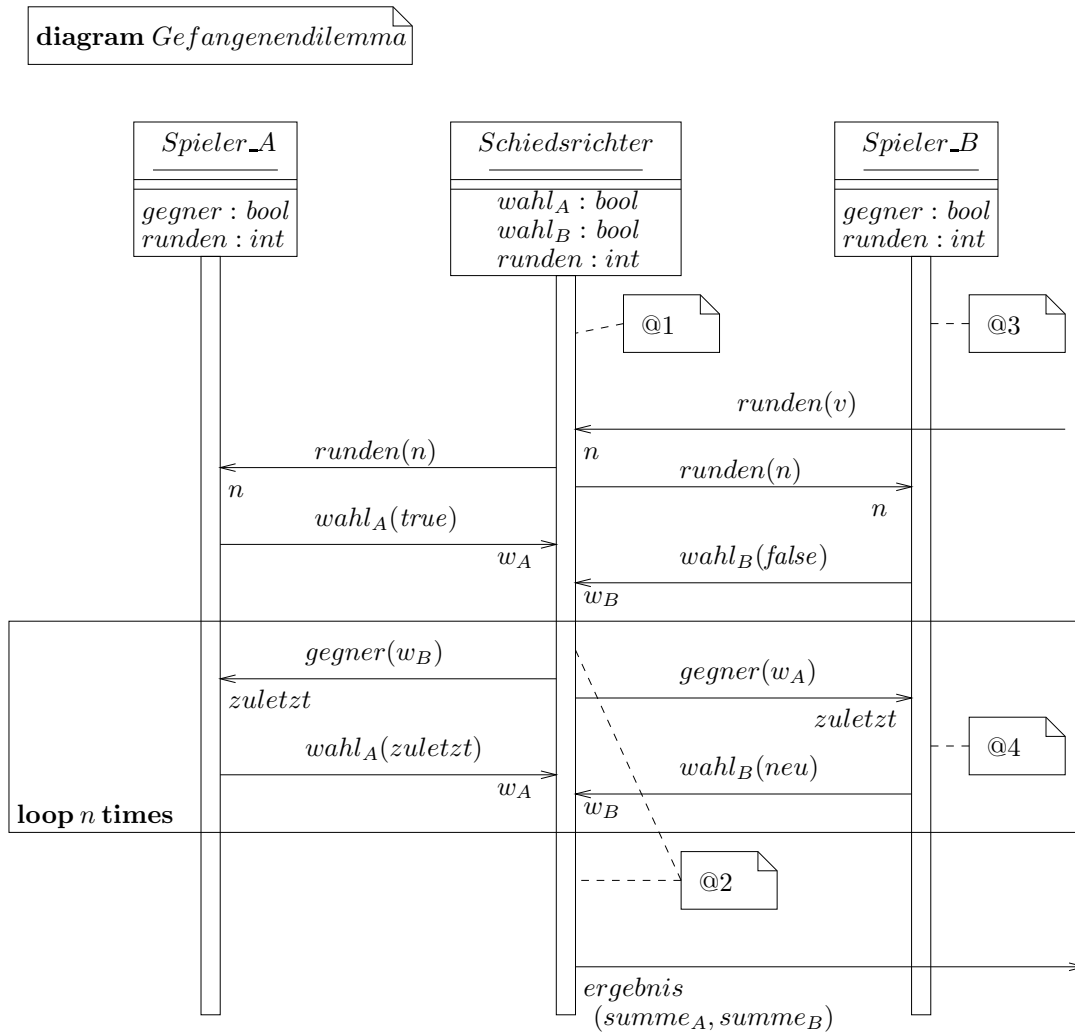 diagram Gefangenendilemma
Spieler_A
Schiedsrichter
Spieler_B
gegner : bool
runden : int
wahl_A : bool
wahl_B : bool
runden : int
gegner : bool
runden : int
@1
@3
runden(v)
n
runden(n)
n
runden(n)
n
wahl_A(true)
w_A
wahl_B(false)
w_B
gegner(w_B)
zuletzt
gegner(w_A)
zuletzt
wahl_A(zuletzt)
w_A
@4
wahl_B(neu)
w_B
loop n times
@2
ergebnis
(summe_A, summe_B)